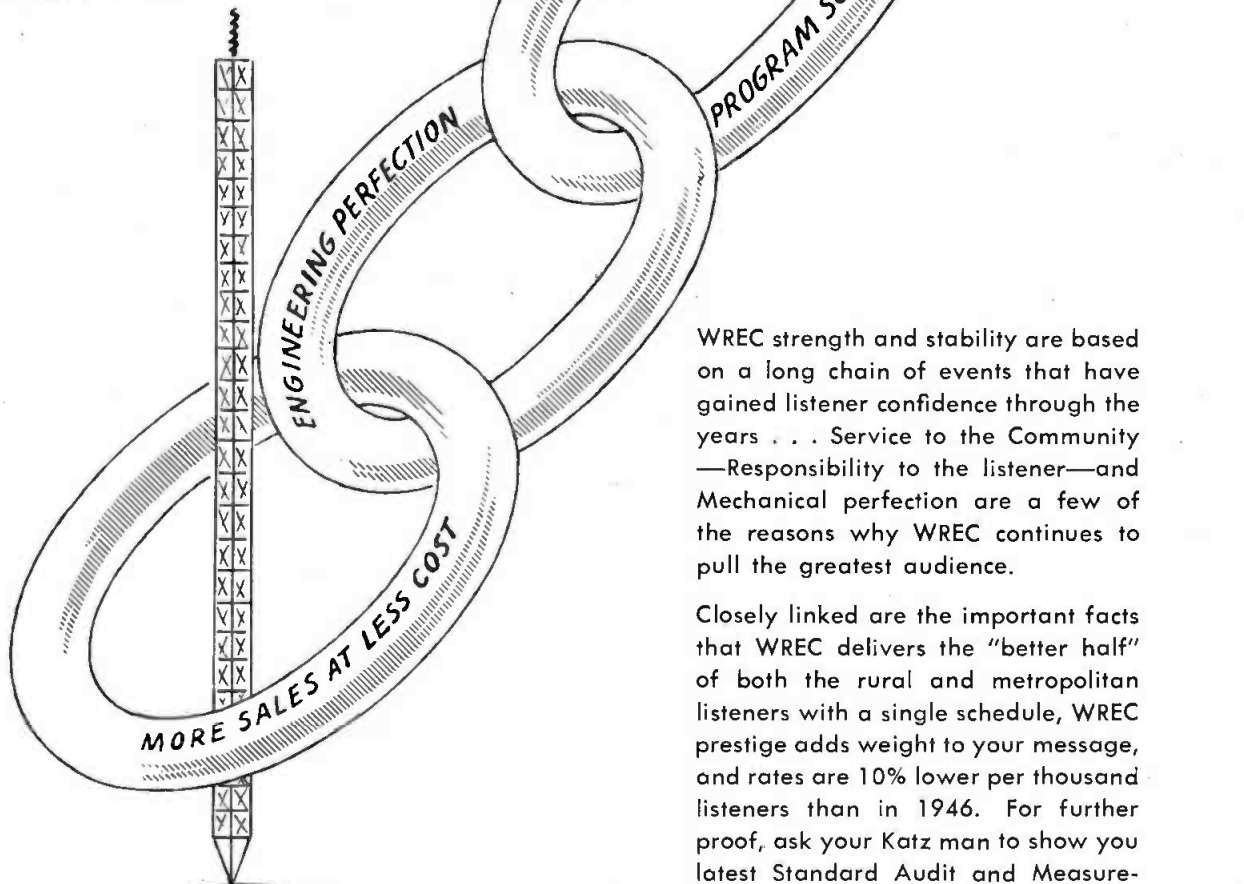 PROGRAM
ENGINEERING PERFECTION
MORE SALES AT LESS COST
WREC strength and stability are based
on a long chain of events that have
gained listener confidence through the
years . . . Service to the Community
—Responsibility to the listener—and
Mechanical perfection are a few of
the reasons why WREC continues to
pull the greatest audience.
Closely linked are the important facts
that WREC delivers the "better half"
of both the rural and metropolitan
listeners with a single schedule, WREC
prestige adds weight to your message,
and rates are 10% lower per thousand
listeners than in 1946. For further
proof, ask your Katz man to show you
latest Standard Audit and Measure-